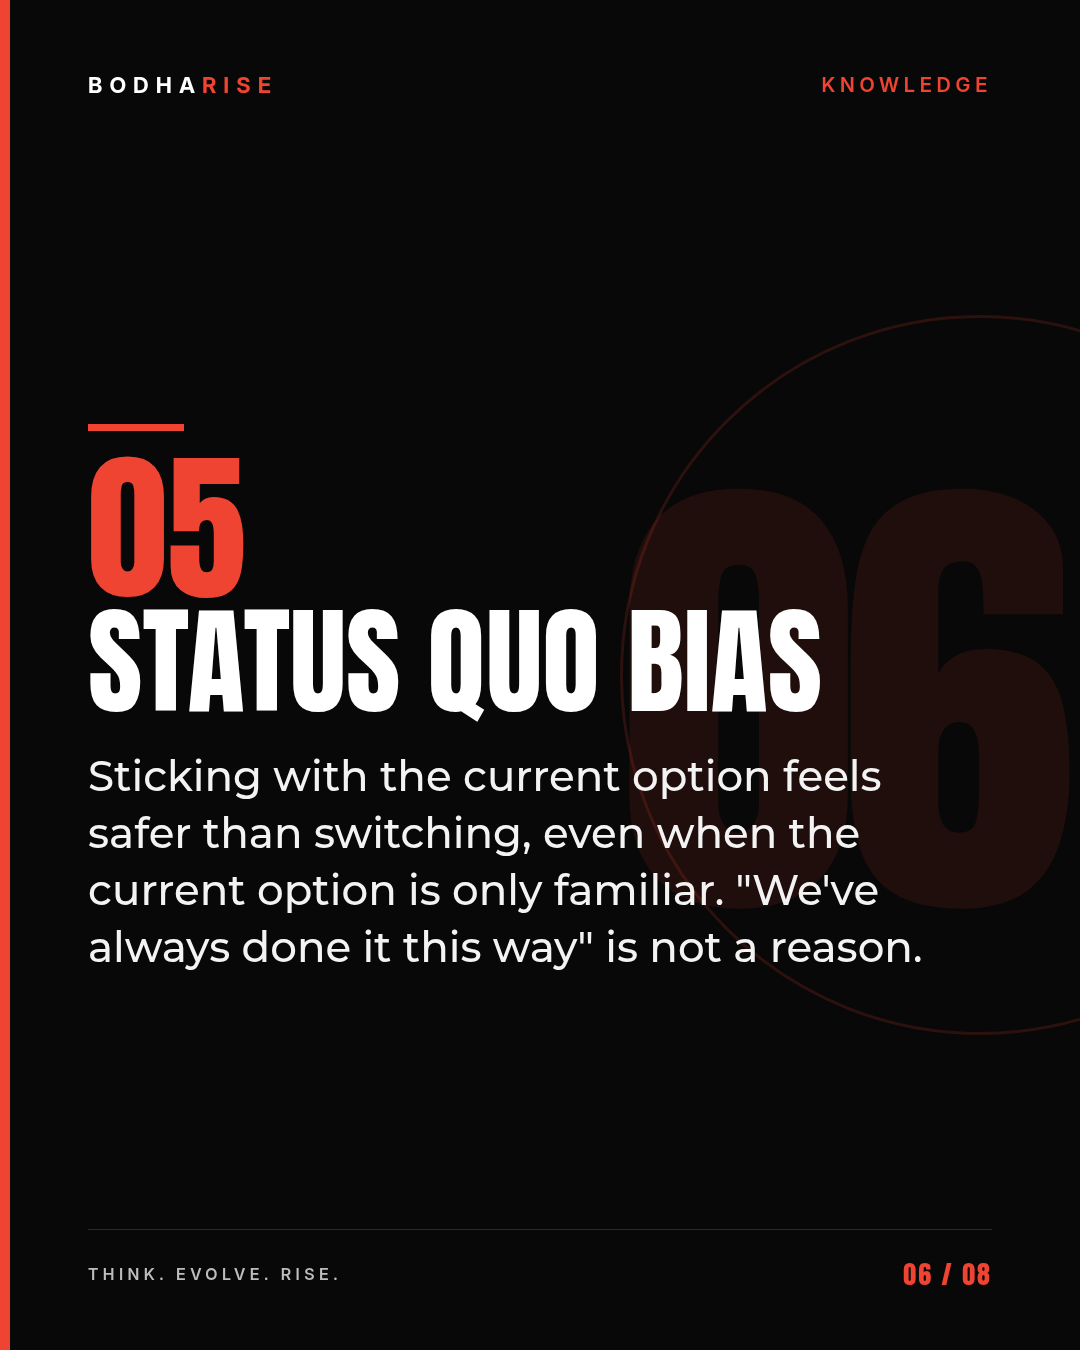 BODHARISE
KNOWLEDGE
05
06
STATUS QUO BIAS
Sticking with the current option feels
safer than switching, even when the
current option is only familiar. "We've
always done it this way" is not a reason.
THINK. EVOLVE. RISE.
06 / 08